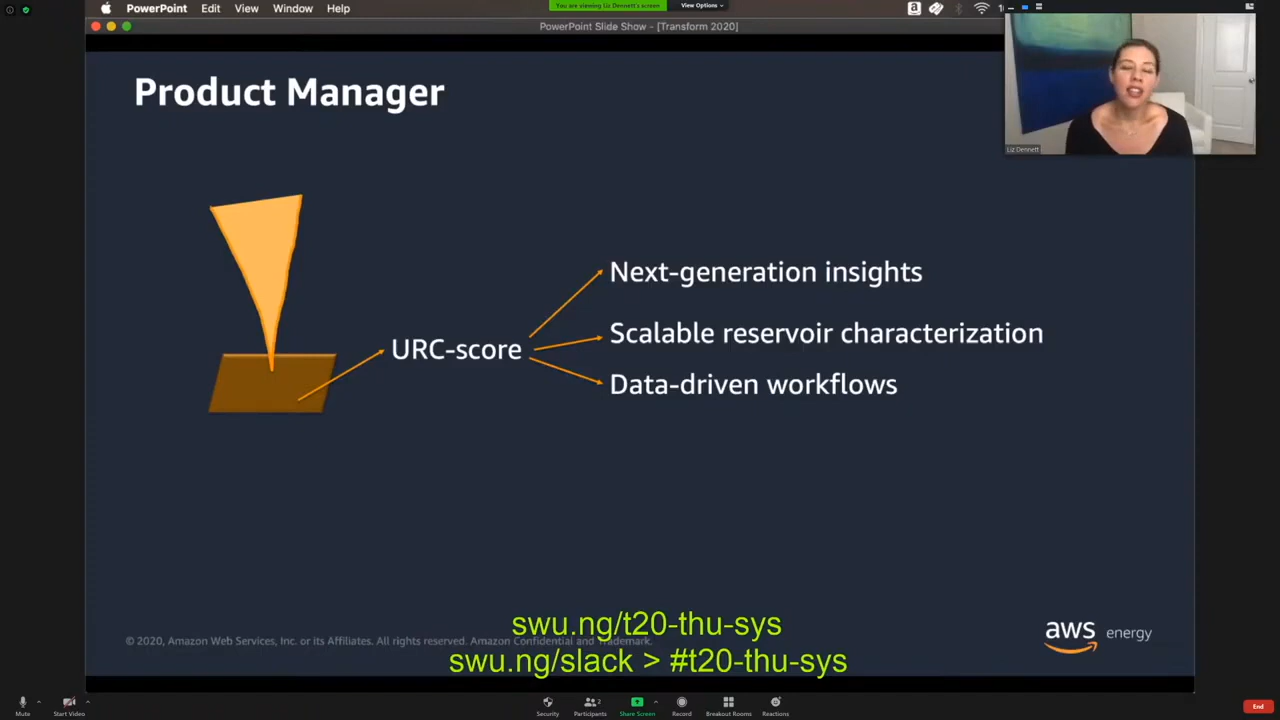 PowerPoint Edit View Window Help
You are viewing Liz Dennett's screen
View Options
PowerPoint Slide Show - [Transform 2020]
Liz Dennett
Product Manager
Next-generation insights
Scalable reservoir characterization
URC-score
Data-driven workflows
swu.ng/t20-thu-sys
© 2020, Amazon Web Services, Inc. or its Affiliates. All rights reserved. Amazon Confidential and Trademark.
swu.ng/slack > #t20-thu-sys
aws energy
Mute
Start Video
Security
Participants
2
Share Screen
Record
Breakout Rooms
Reactions
End